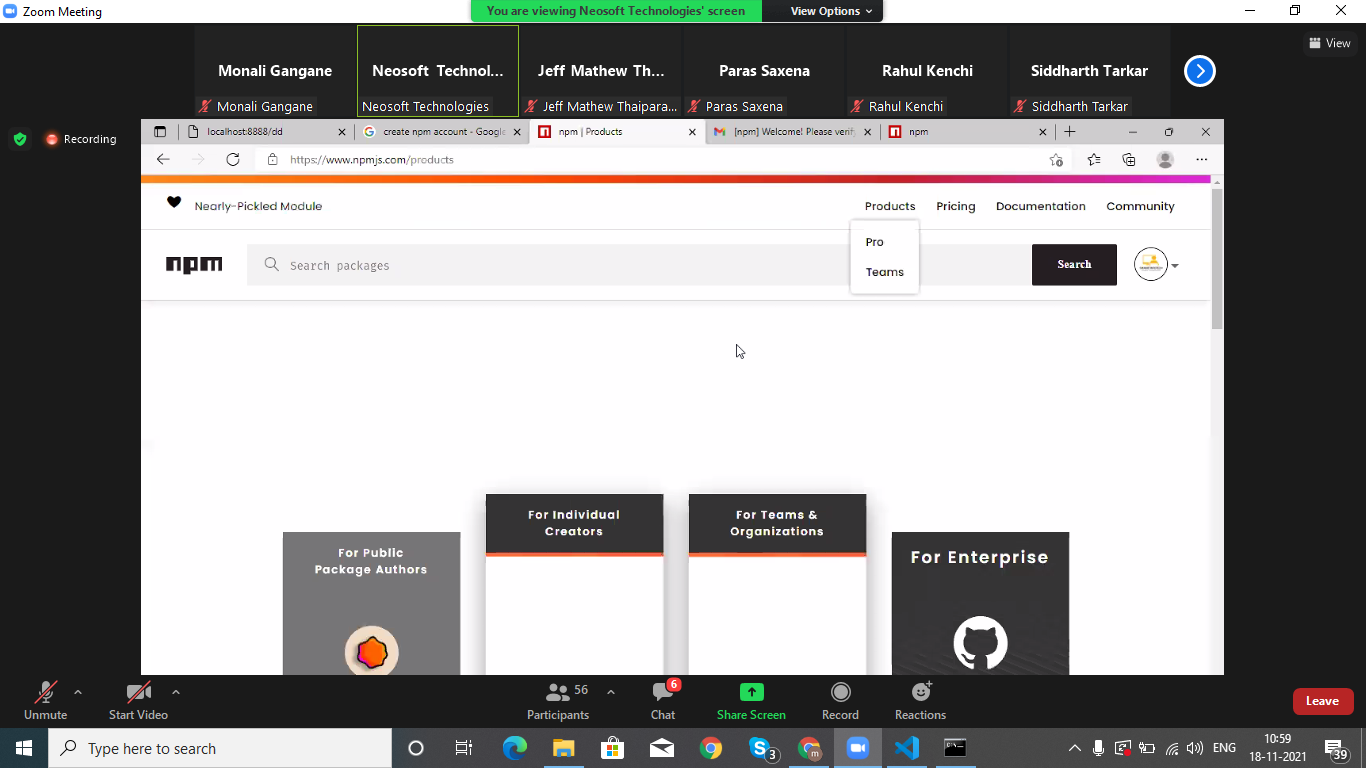 Zoom Meeting
You are viewing Neosoft Technologies' screen
View Options
View
Monali Gangane
Neosoft Technol...
Jeff Mathew Th...
Paras Saxena
Rahul Kenchi
Siddharth Tarkar
Monali Gangane
Neosoft Technologies
Jeff Mathew Thaipara...
Paras Saxena
Rahul Kenchi
Siddharth Tarkar
Recording
localhost:8888/dd
create npm account - Google
npm | Products
[npm] Welcome! Please verify
npm
https://www.npmjs.com/products
Nearly-Pickled Module
Products
Pricing
Documentation
Community
Pro
Teams
npm
Search packages
Search
For Public
Package Authors
For Individual
Creators
For Teams &
Organizations
For Enterprise
Unmute
Start Video
56
Participants
6
Chat
Share Screen
Record
Reactions
Leave
Type here to search
3
m
ENG
10:59
18-11-2021
39